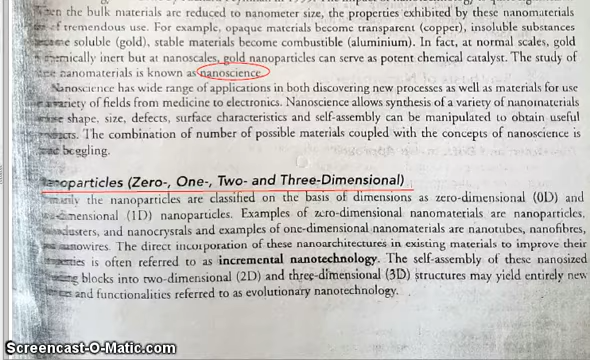 the bulk materials are reduced to nanometer size, the properties exhibited by these nanomaterials
of tremendous use. For example, opaque materials become transparent (copper), insoluble substances
soluble (gold), stable materials become combustible (aluminium). In fact, at normal scales, gold
inert but at nanoscales, gold nanoparticles can serve as potent chemical catalyst. The study of
nanomaterials is known as nanoscience.
Nanoscience has wide range of applications in both discovering new processes as well as materials for use
variety of fields from medicine to electronics. Nanoscience allows synthesis of a variety of nanomaterials
shape, size, defects, surface characteristics and self-assembly can be manipulated to obtain useful
The combination of number of possible materials coupled with the concepts of nanoscience is
beggling.
Nanoparticles (Zero-, One-, Two- and Three-Dimensional)
the nanoparticles are classified on the basis of dimensions as zero-dimensional (0D) and
(1D) nanoparticles. Examples of zero-dimensional nanomaterials are nanoparticles,
and nanocrystals and examples of one-dimensional nanomaterials are nanotubes, nanofibres,
nanowires. The direct incorporation of these nanoarchitectures in existing materials to improve their
is often referred to as incremental nanotechnology. The self-assembly of these nanosized
blocks into two-dimensional (2D) and three-dimensional (3D) structures may yield entirely new
and functionalities referred to as evolutionary nanotechnology.
Screencast-O-Matic.com